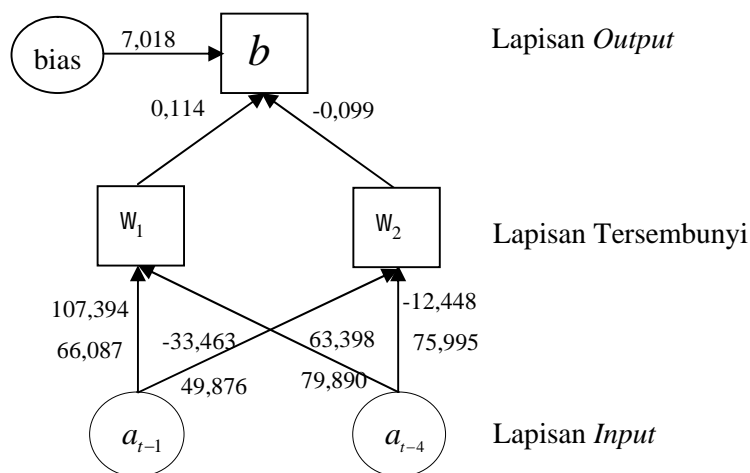 7,018
bias
b
Lapisan Output
0,114
-0,099
W₁
W₂
Lapisan Tersembunyi
107,394
-12,448
66,087
-33,463
63,398
75,995
49,876
79,890
aₜ₋₁
aₜ₋₄
Lapisan Input